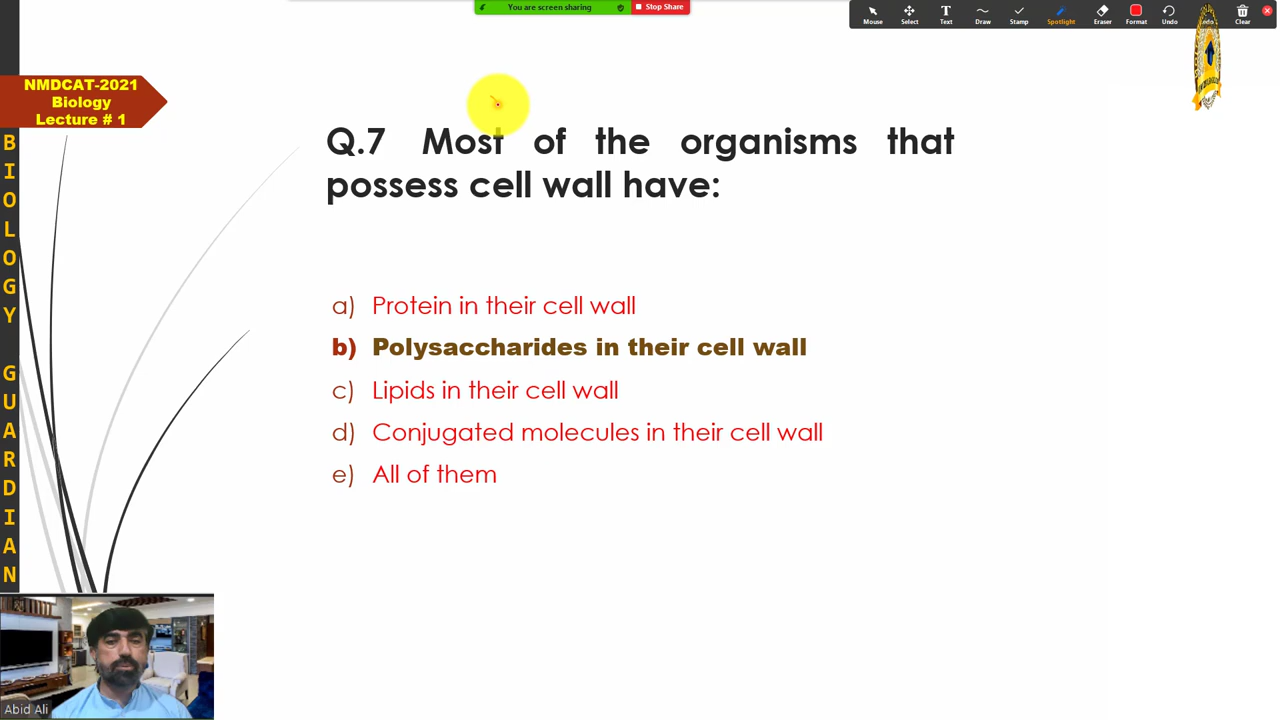 You are screen sharing
Stop Share
Mouse
Select
Text
Draw
Stamp
Spotlight
Eraser
Format
Undo
Clear
NMDCAT-2021
Biology
Lecture # 1
BIOLOGY GUARDIAN
Q.7 Most of the organisms that
possess cell wall have:
a) Protein in their cell wall
b) Polysaccharides in their cell wall
c) Lipids in their cell wall
d) Conjugated molecules in their cell wall
e) All of them
Abid Ali